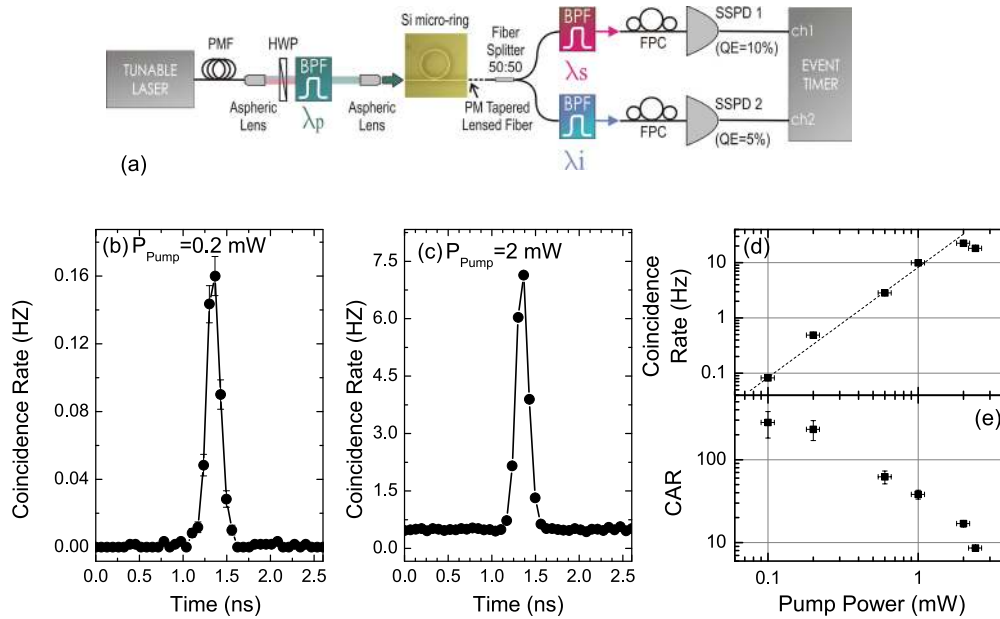 Si micro-ring
PMF HWP
TUNABLE
LASER
BPF
Aspheric
Lens
λp
Aspheric
Lens
Fiber
Splitter
50:50
PM Tapered
Lensed Fiber
BPF
λs
FPC
SSPD 1
(QE=10%)
BPF
λi
FPC
SSPD 2
(QE=5%)
ch1
EVENT
TIMER
ch2
(a)
(b) P_Pump=0.2 mW
Coincidence Rate (HZ)
0.16
0.12
0.08
0.04
0.00
0.0 0.5 1.0 1.5 2.0 2.5
Time (ns)
(c) P_Pump=2 mW
Coincidence Rate (HZ)
7.5
6.0
4.5
3.0
1.5
0.0
0.0 0.5 1.0 1.5 2.0 2.5
Time (ns)
(d)
Coincidence
Rate (Hz)
10
1
0.1
(e)
CAR
100
10
0.1 1
Pump Power (mW)